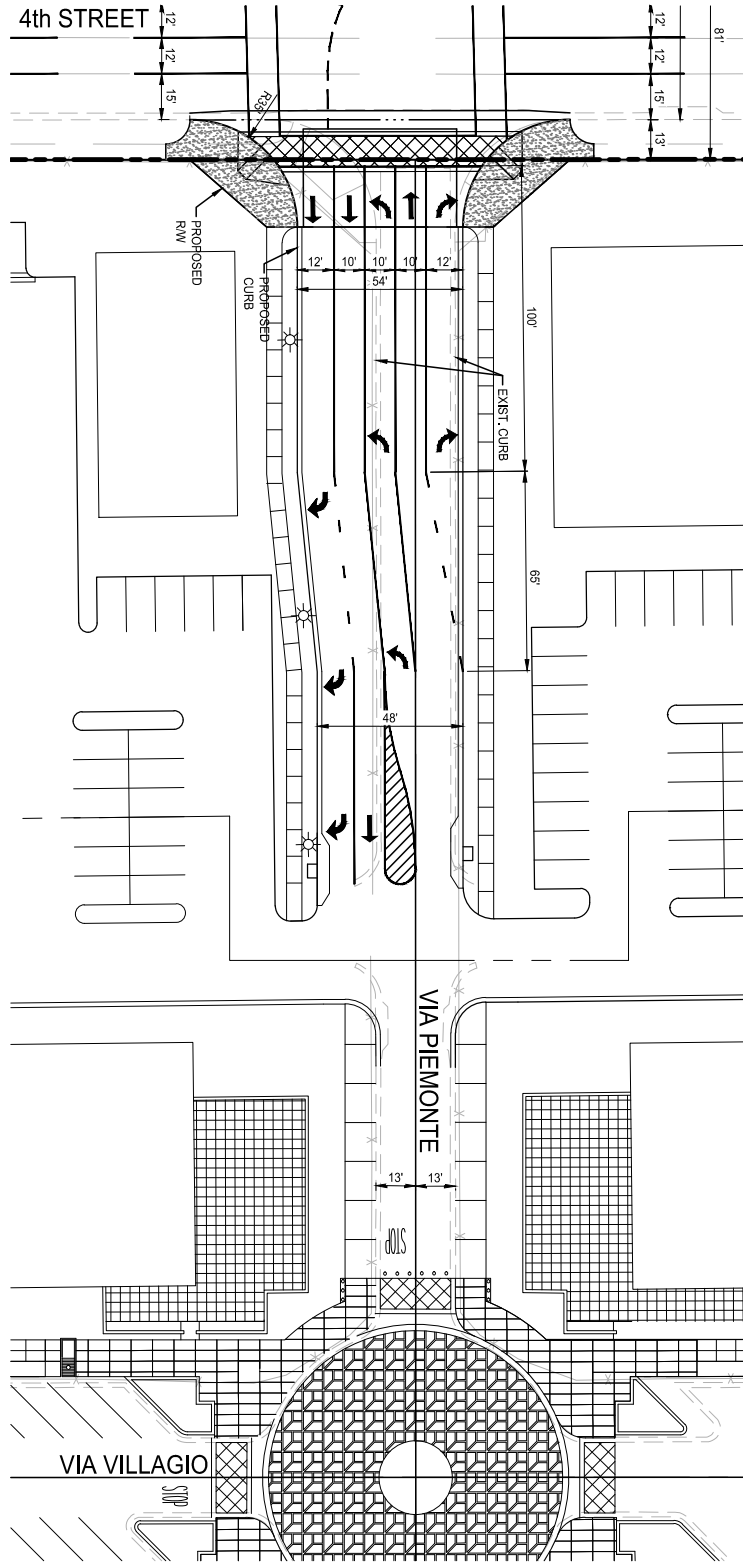 4th STREET
12'
12'
15'
12'
12'
15'
13'
81'
R35'
PROPOSED
R/W
PROPOSED
CURB
12'
10'
10'
10'
12'
54'
100'
EXIST. CURB
65'
48'
VIA PIEMONTE
13'
13'
STOP
VIA VILLAGIO
STOP